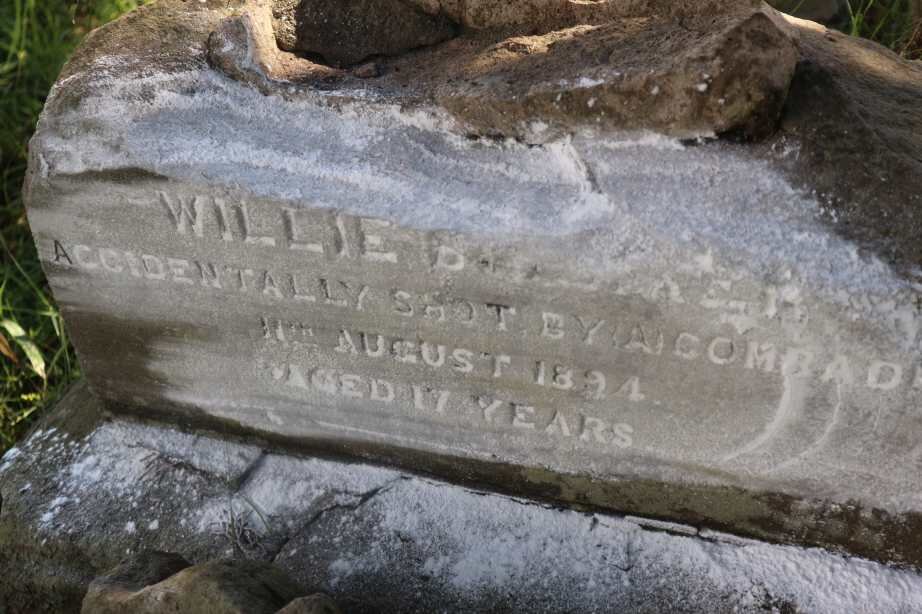 WILLIE
ACCIDENTALLY SHOT BY (A) COMRADE
11TH AUGUST 1894.
AGED 17 YEARS